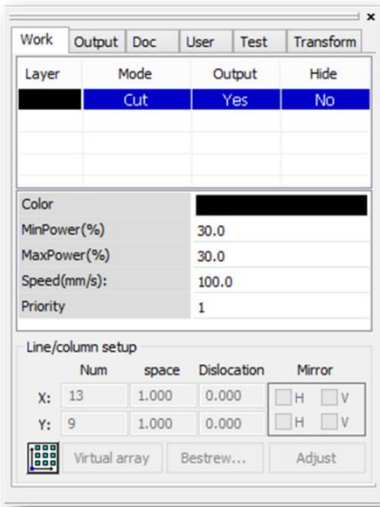 x
Work Output Doc User Test Transform
Layer Mode Output Hide
Cut Yes No
Color
MinPower(%) 30.0
MaxPower(%) 30.0
Speed(mm/s): 100.0
Priority 1
Line/column setup
Num space Dislocation Mirror
X: 13 1.000 0.000 H V
Y: 9 1.000 0.000 H V
Virtual array Bestrew... Adjust